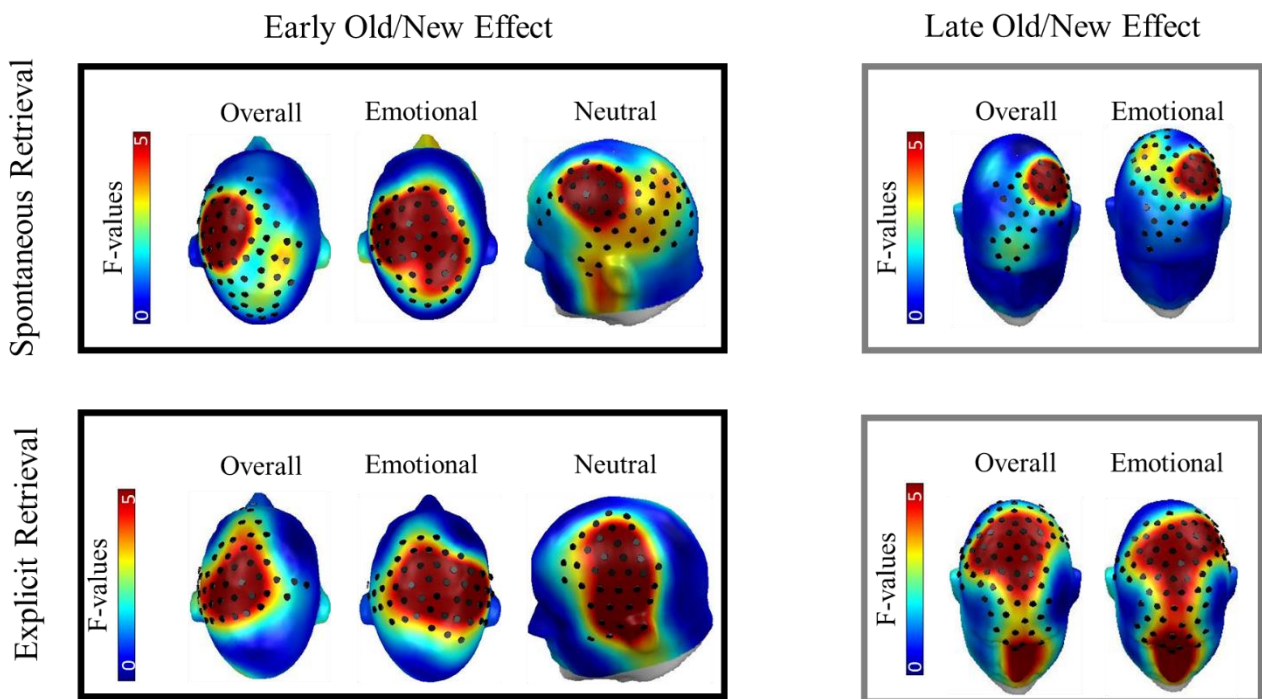 Early Old/New Effect
Late Old/New Effect
Spontaneous Retrieval
Overall
Emotional
Neutral
F-values
5
0
Overall
Emotional
F-values
5
0
Explicit Retrieval
Overall
Emotional
Neutral
F-values
5
0
Overall
Emotional
F-values
5
0